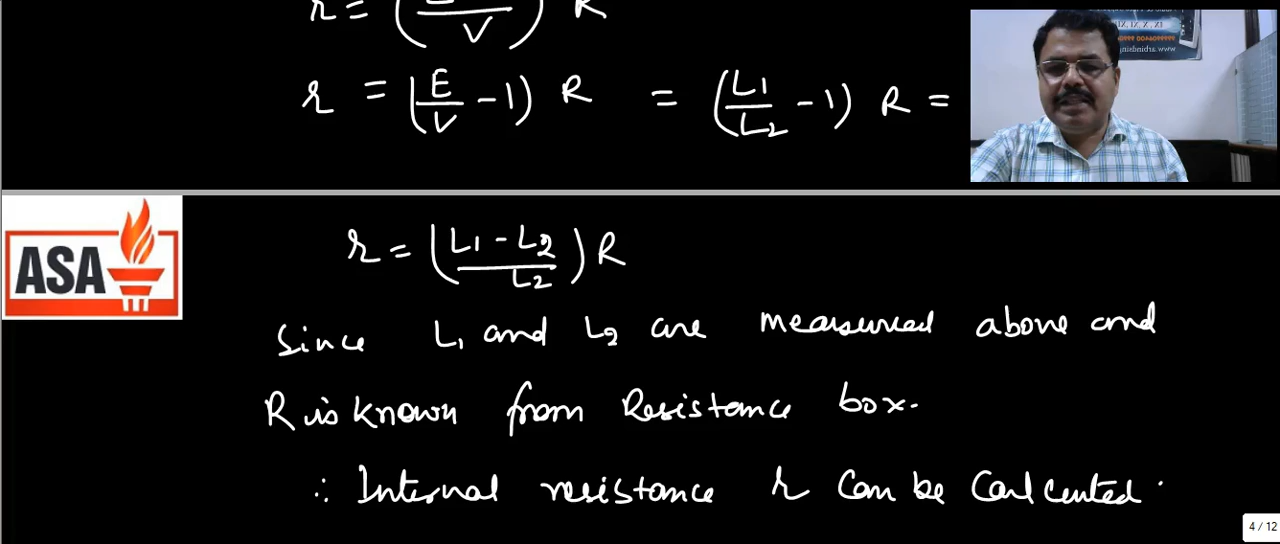 r = (E/V - 1) R = (L1/L2 - 1) R =
ASA
r = (L1 - L2 / L2) R
Since L1 and L2 are measured above and
R is known from Resistance box.
∴ Internal resistance r can be Calcented.
4 / 12